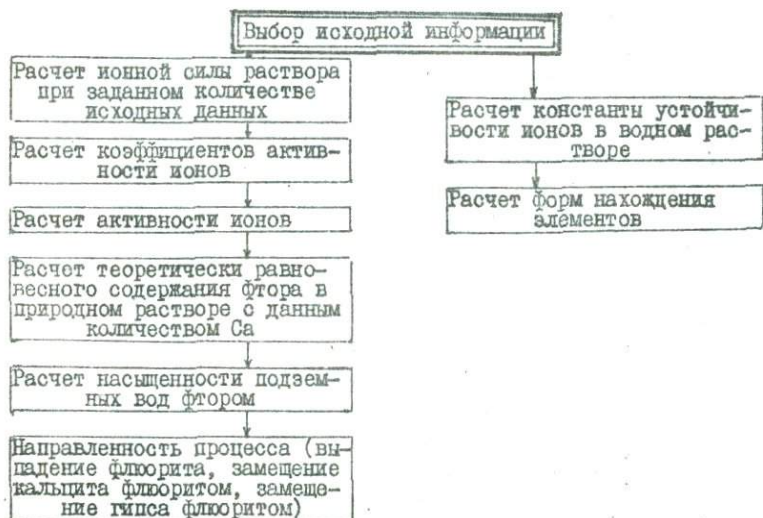 Выбор исходной информации
Расчет ионной силы раствора
при заданном количестве
исходных данных
Расчет коэффициентов актив-
ности ионов
Расчет активности ионов
Расчет теоретически равно-
весного содержания фтора в
природном растворе с данным
количеством Ca
Расчет насыщенности подзем-
ных вод фтором
Направленность процесса (вы-
падение флюорита, замещение
кальцита флюоритом, замеще-
ние гипса флюоритом)
Расчет константы устойчи-
вости ионов в водном рас-
творе
Расчет форм нахождения
элементов